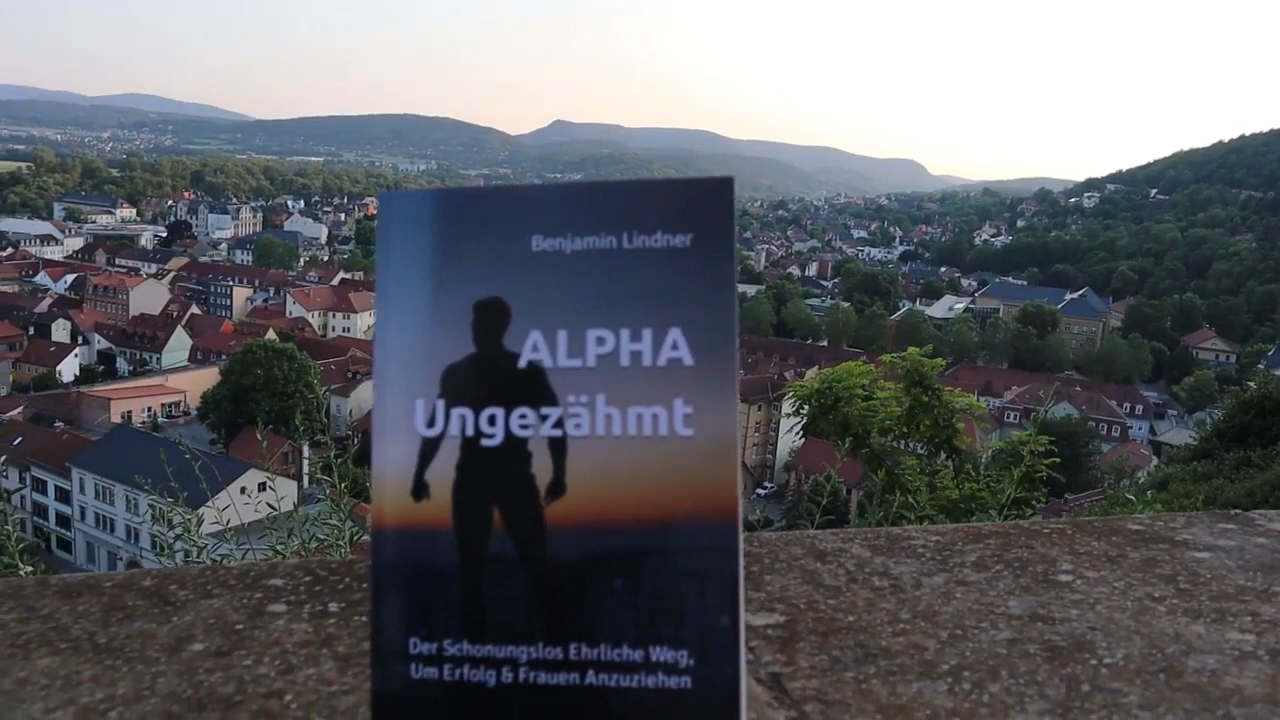 Benjamin Lindner
ALPHA
Ungezähmt
Der Schonungslos Ehrliche Weg,
Um Erfolg & Frauen Anzuziehen